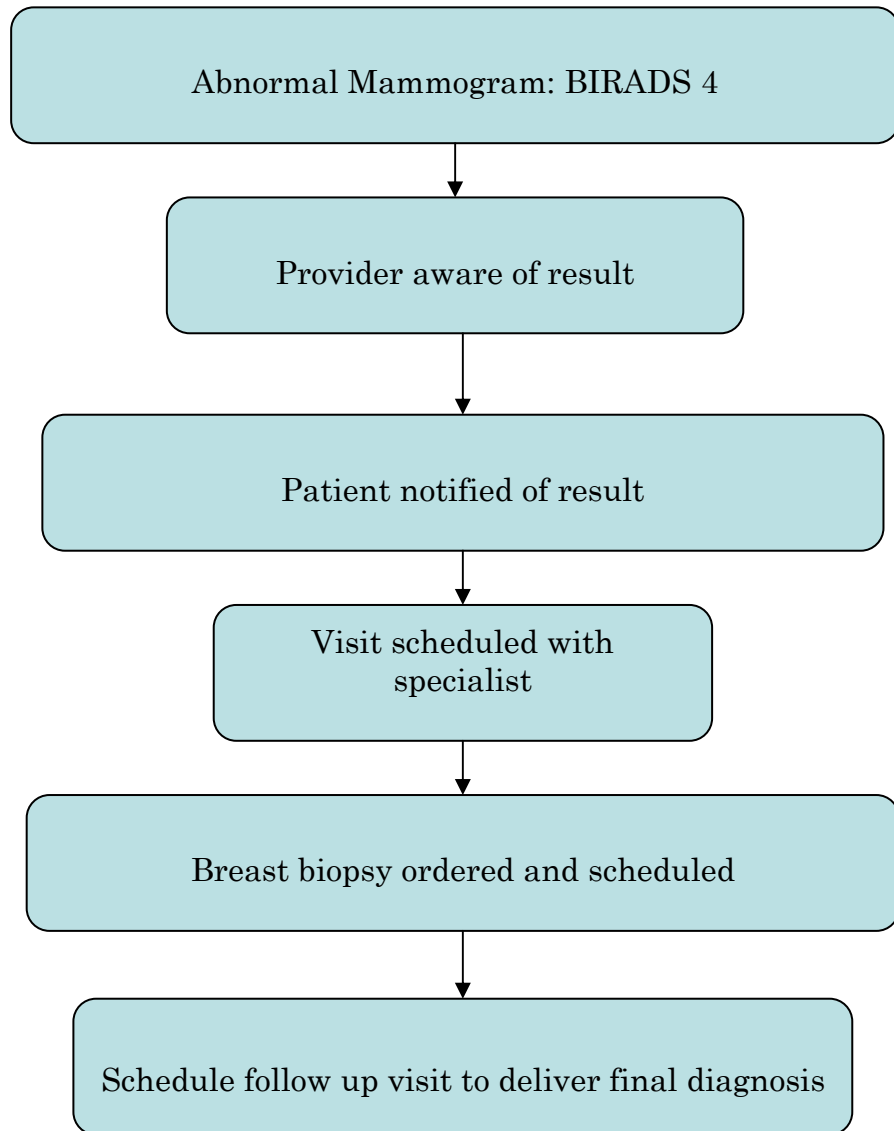 Abnormal Mammogram: BIRADS 4
Provider aware of result
Patient notified of result
Visit scheduled with
specialist
Breast biopsy ordered and scheduled
Schedule follow up visit to deliver final diagnosis